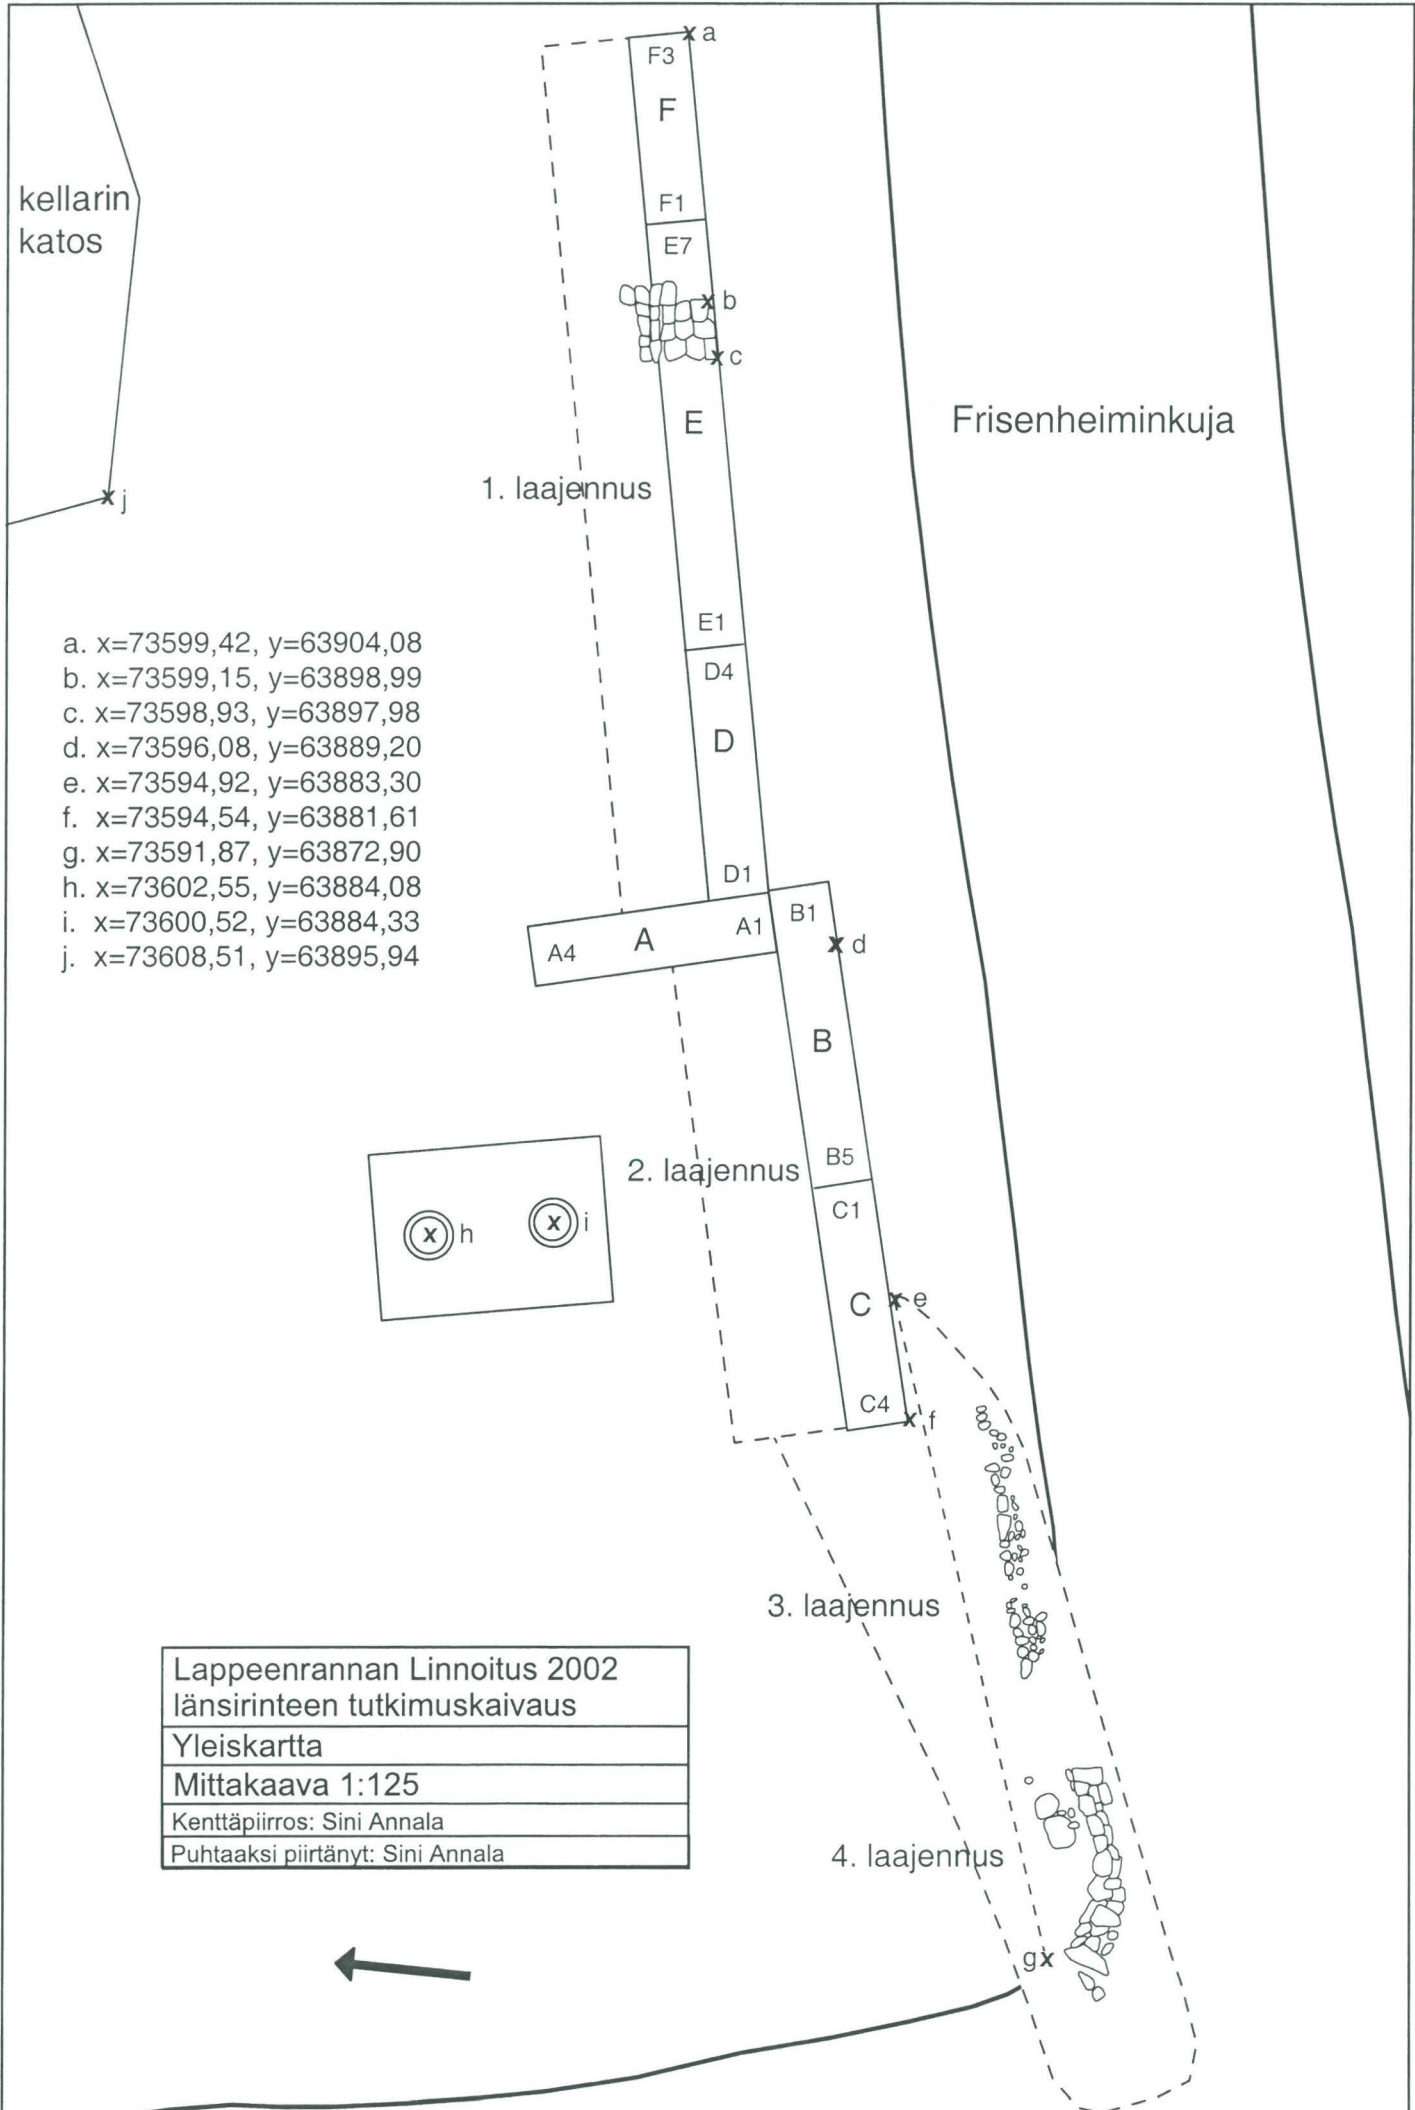 a
F3
F
kellarin
katos
F1
E7
b
c
Frisenheiminkuja
E
1. laajennus
j
E1
a. x=73599,42, y=63904,08
b. x=73599,15, y=63898,99
c. x=73598,93, y=63897,98
d. x=73596,08, y=63889,20
e. x=73594,92, y=63883,30
f. x=73594,54, y=63881,61
g. x=73591,87, y=63872,90
h. x=73602,55, y=63884,08
i. x=73600,52, y=63884,33
j. x=73608,51, y=63895,94
D4
D
D1
B1
A1
A
A4
d
B
B5
2. laajennus
C1
h
i
C
e
C4
f
3. laajennus
Lappeenrannan Linnoitus 2002
länsirinteen tutkimuskaivaus
Yleiskartta
Mittakaava 1:125
Kenttäpiirros: Sini Annala
Puhtaaksi piirtänyt: Sini Annala
4. laajennus
g